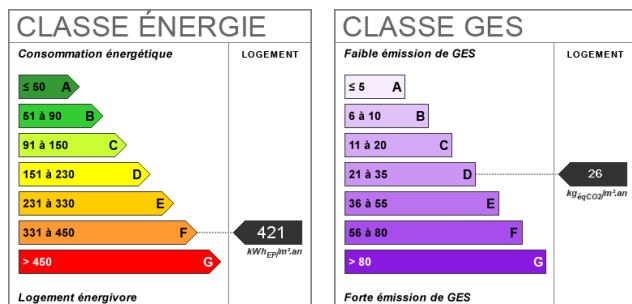 CLASSE ÉNERGIE
Consommation énergétique
LOGEMENT
≤ 50 A
51 à 90 B
91 à 150 C
151 à 230 D
231 à 330 E
331 à 450 F
421
kWhEP/m².an
> 450 G
Logement énergivore
CLASSE GES
Faible émission de GES
LOGEMENT
≤ 5 A
6 à 10 B
11 à 20 C
21 à 35 D
26
kgéqCO2/m².an
36 à 55 E
56 à 80 F
> 80 G
Forte émission de GES